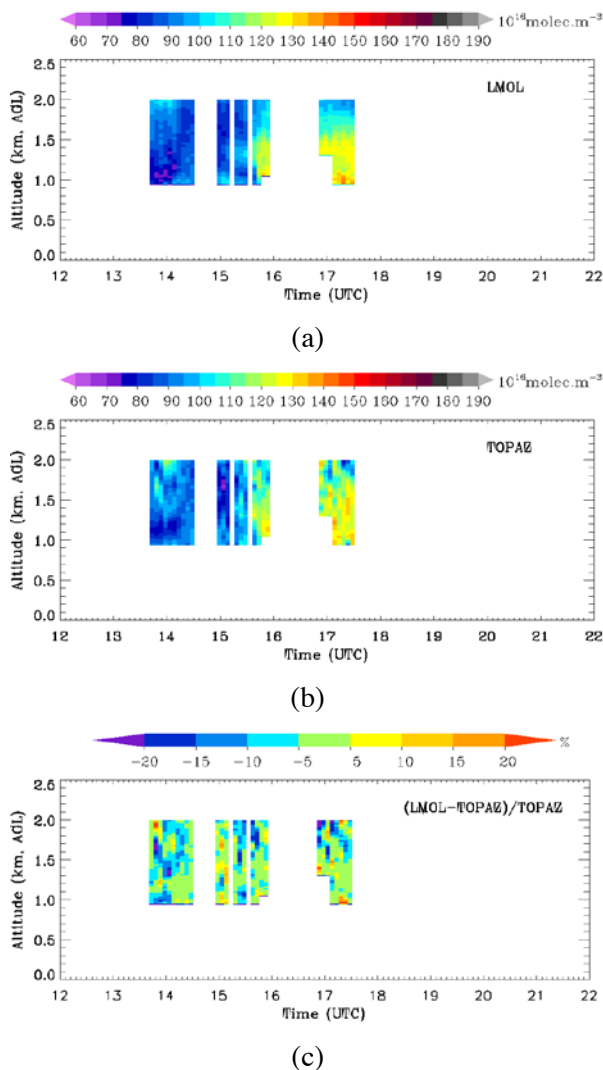 10¹⁶molec.m⁻³
60 70 80 90 100 110 120 130 140 150 160 170 180 190
LMOL
Altitude (km, AGL)
2.5
2.0
1.5
1.0
0.5
0.0
12 13 14 15 16 17 18 19 20 21 22
Time (UTC)
(a)
10¹⁶molec.m⁻³
60 70 80 90 100 110 120 130 140 150 160 170 180 190
TOPAZ
Altitude (km, AGL)
2.5
2.0
1.5
1.0
0.5
0.0
12 13 14 15 16 17 18 19 20 21 22
Time (UTC)
(b)
%
-20 -15 -10 -5 5 10 15 20
(LMOL-TOPAZ)/TOPAZ
Altitude (km, AGL)
2.5
2.0
1.5
1.0
0.5
0.0
12 13 14 15 16 17 18 19 20 21 22
Time (UTC)
(c)